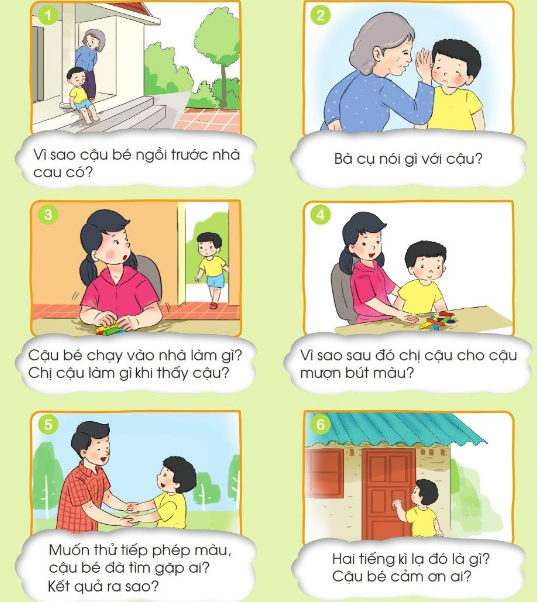 1
Vì sao cậu bé ngồi trước nhà
cau có?
2
Bà cụ nói gì với cậu?
3
Cậu bé chạy vào nhà làm gì?
Chị cậu làm gì khi thấy cậu?
4
Vì sao sau đó chị cậu cho cậu
mượn bút màu?
5
Muốn thử tiếp phép màu,
cậu bé đã tìm gặp ai?
Kết quả ra sao?
6
Hai tiếng kì lạ đó là gì?
Cậu bé cảm ơn ai?